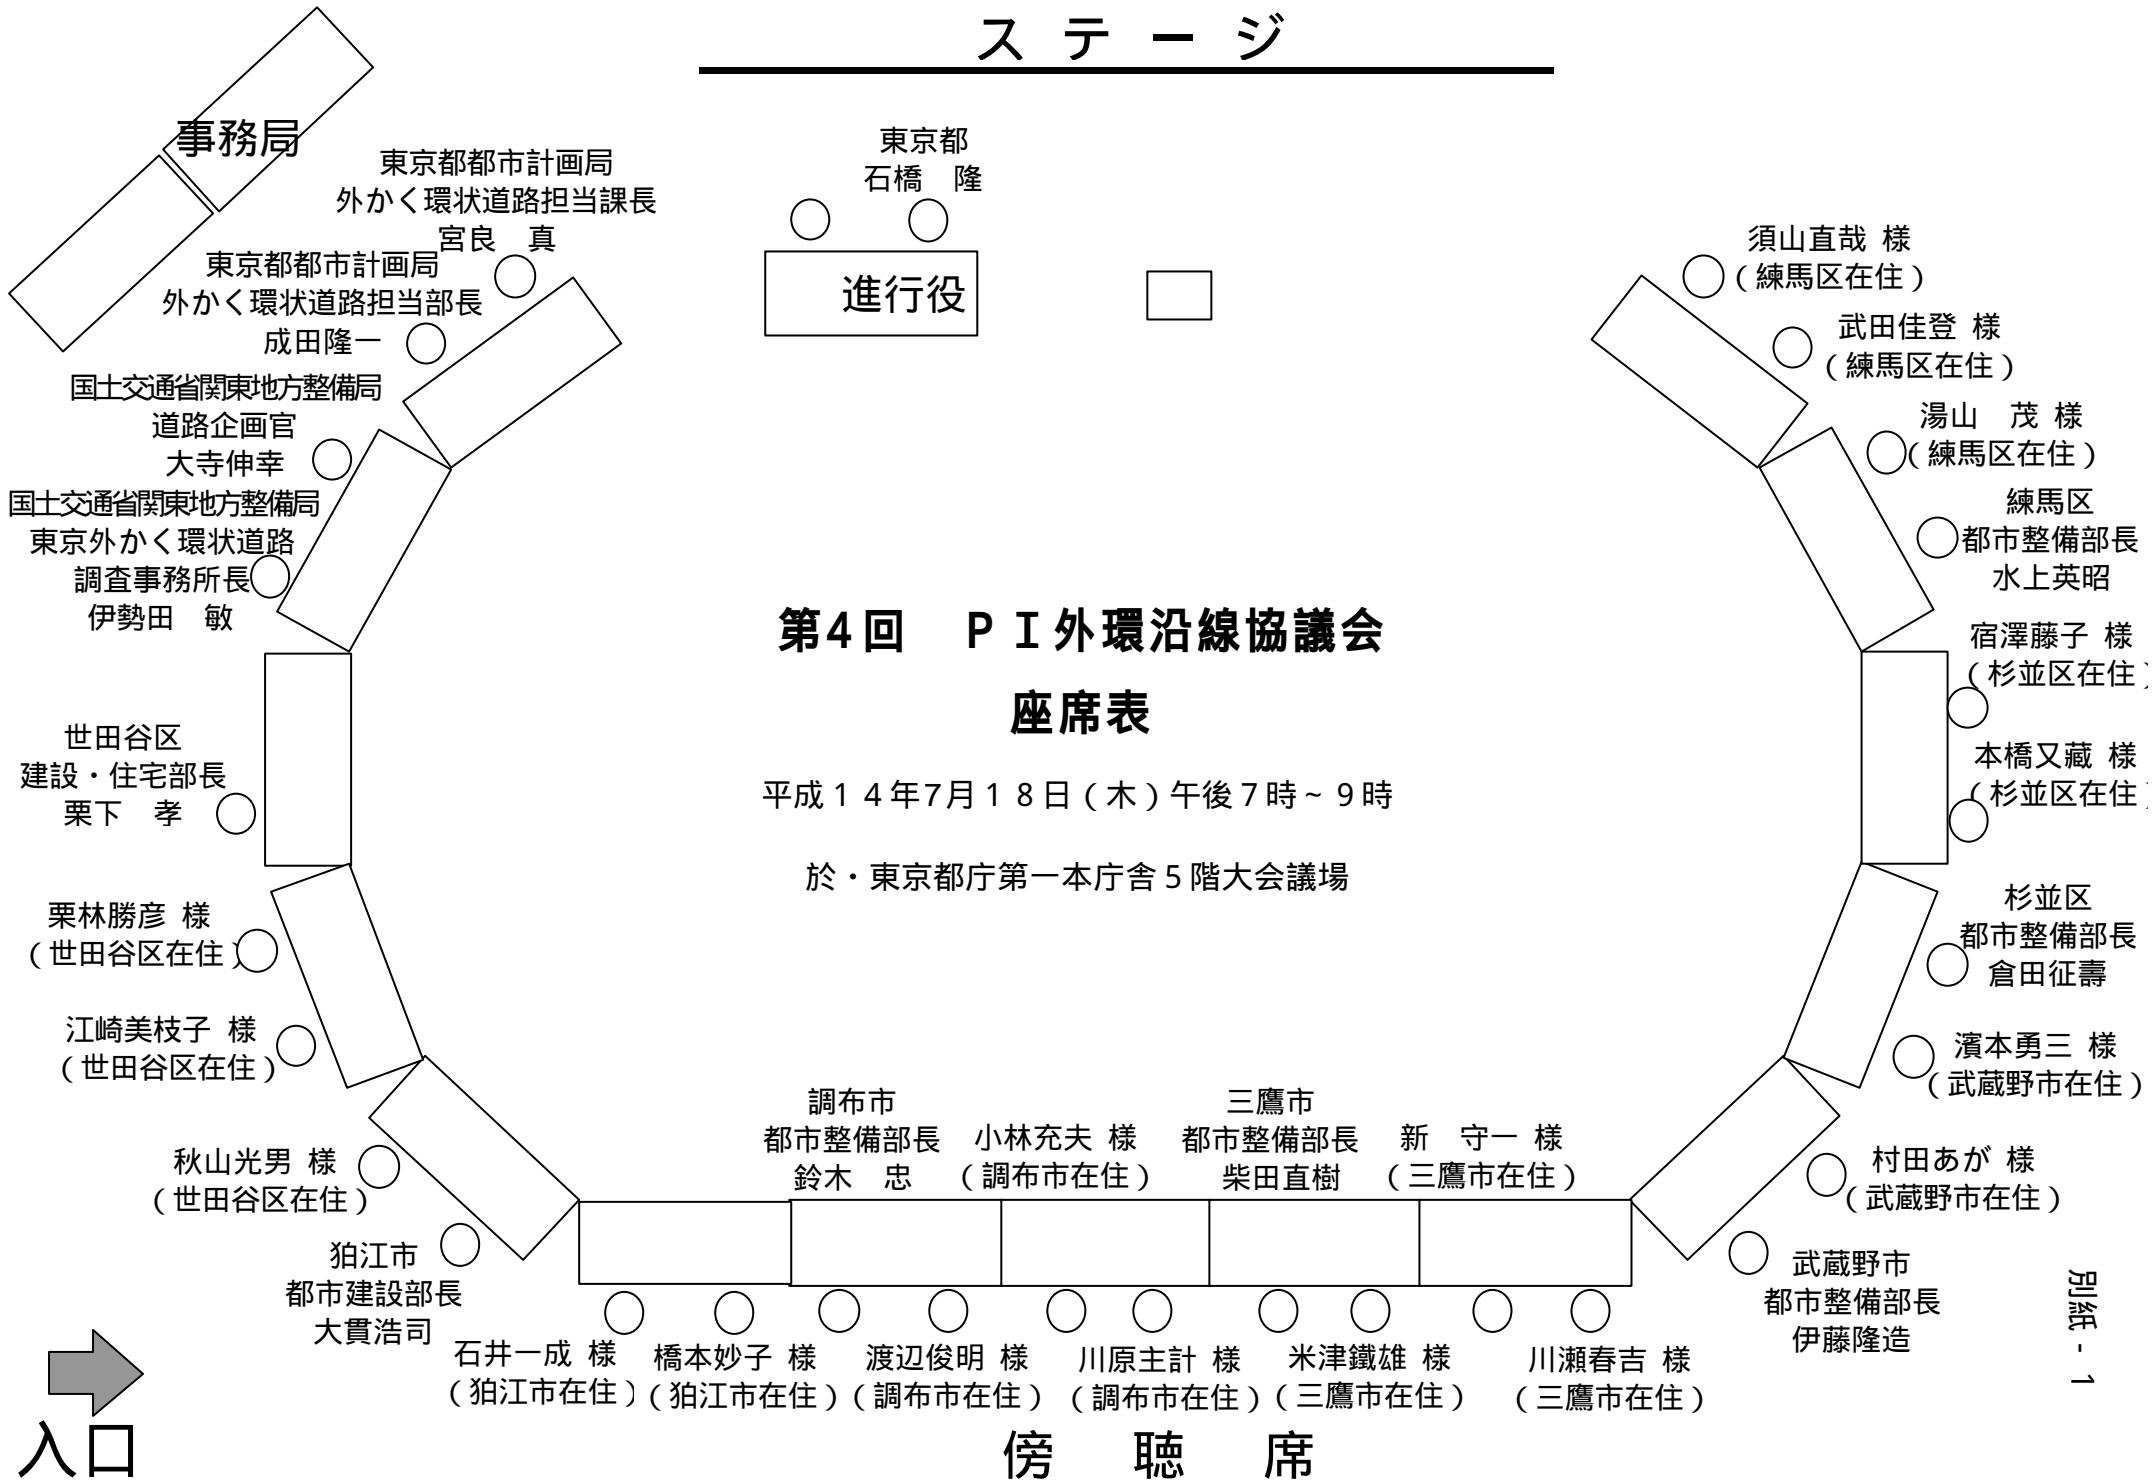 ステージ
事務局
東京都都市計画局
外かく環状道路担当課長
宮良　真
東京都
石橋　隆
進行役
東京都都市計画局
外かく環状道路担当部長
成田隆一
国土交通省関東地方整備局
道路企画官
大寺伸幸
国土交通省関東地方整備局
東京外かく環状道路
調査事務所長
伊勢田　敏
世田谷区
建設・住宅部長
栗下　孝
栗林勝彦 様
(世田谷区在住)
江崎美枝子 様
(世田谷区在住)
秋山光男 様
(世田谷区在住)
狛江市
都市建設部長
大貫浩司
須山直哉 様
(練馬区在住)
武田佳登 様
(練馬区在住)
湯山　茂 様
(練馬区在住)
練馬区
都市整備部長
水上英昭
宿澤藤子 様
(杉並区在住)
本橋又藏 様
(杉並区在住)
杉並区
都市整備部長
倉田征壽
濱本勇三 様
(武蔵野市在住)
村田あが 様
(武蔵野市在住)
武蔵野市
都市整備部長
伊藤隆造
第4回　ＰＩ外環沿線協議会
座席表
平成１４年7月１８日(木)午後７時~９時
於・東京都庁第一本庁舎５階大会議場
調布市
都市整備部長
鈴木　忠
小林充夫 様
(調布市在住)
三鷹市
都市整備部長
柴田直樹
新　守一 様
(三鷹市在住)
石井一成 様
(狛江市在住)
橋本妙子 様
(狛江市在住)
渡辺俊明 様
(調布市在住)
川原主計 様
(調布市在住)
米津鐵雄 様
(三鷹市在住)
川瀬春吉 様
(三鷹市在住)
別紙-1
入口
傍　聴　席